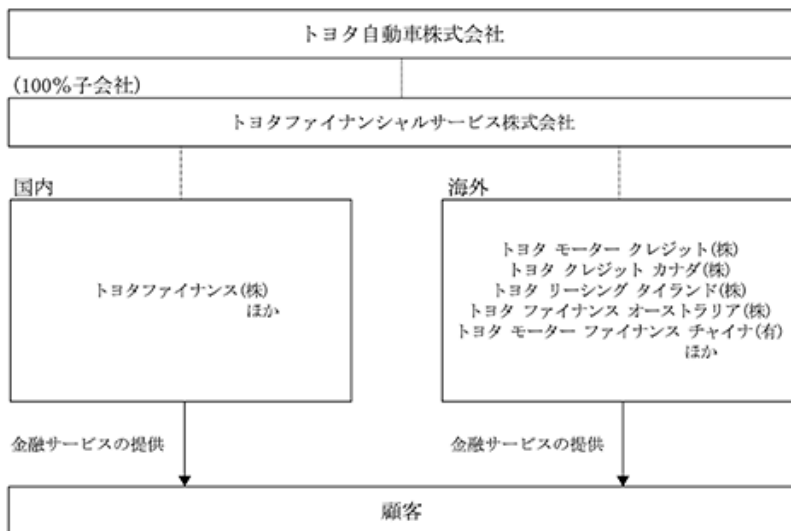 トヨタ自動車株式会社
(100%子会社)
トヨタファイナンシャルサービス株式会社
国内
海外
トヨタファイナンス(株)
ほか
トヨタ モーター クレジット(株)
トヨタ クレジット カナダ(株)
トヨタ リーシング タイランド(株)
トヨタ ファイナンス オーストラリア(株)
トヨタ モーター ファイナンス チャイナ(有)
ほか
金融サービスの提供
金融サービスの提供
顧客